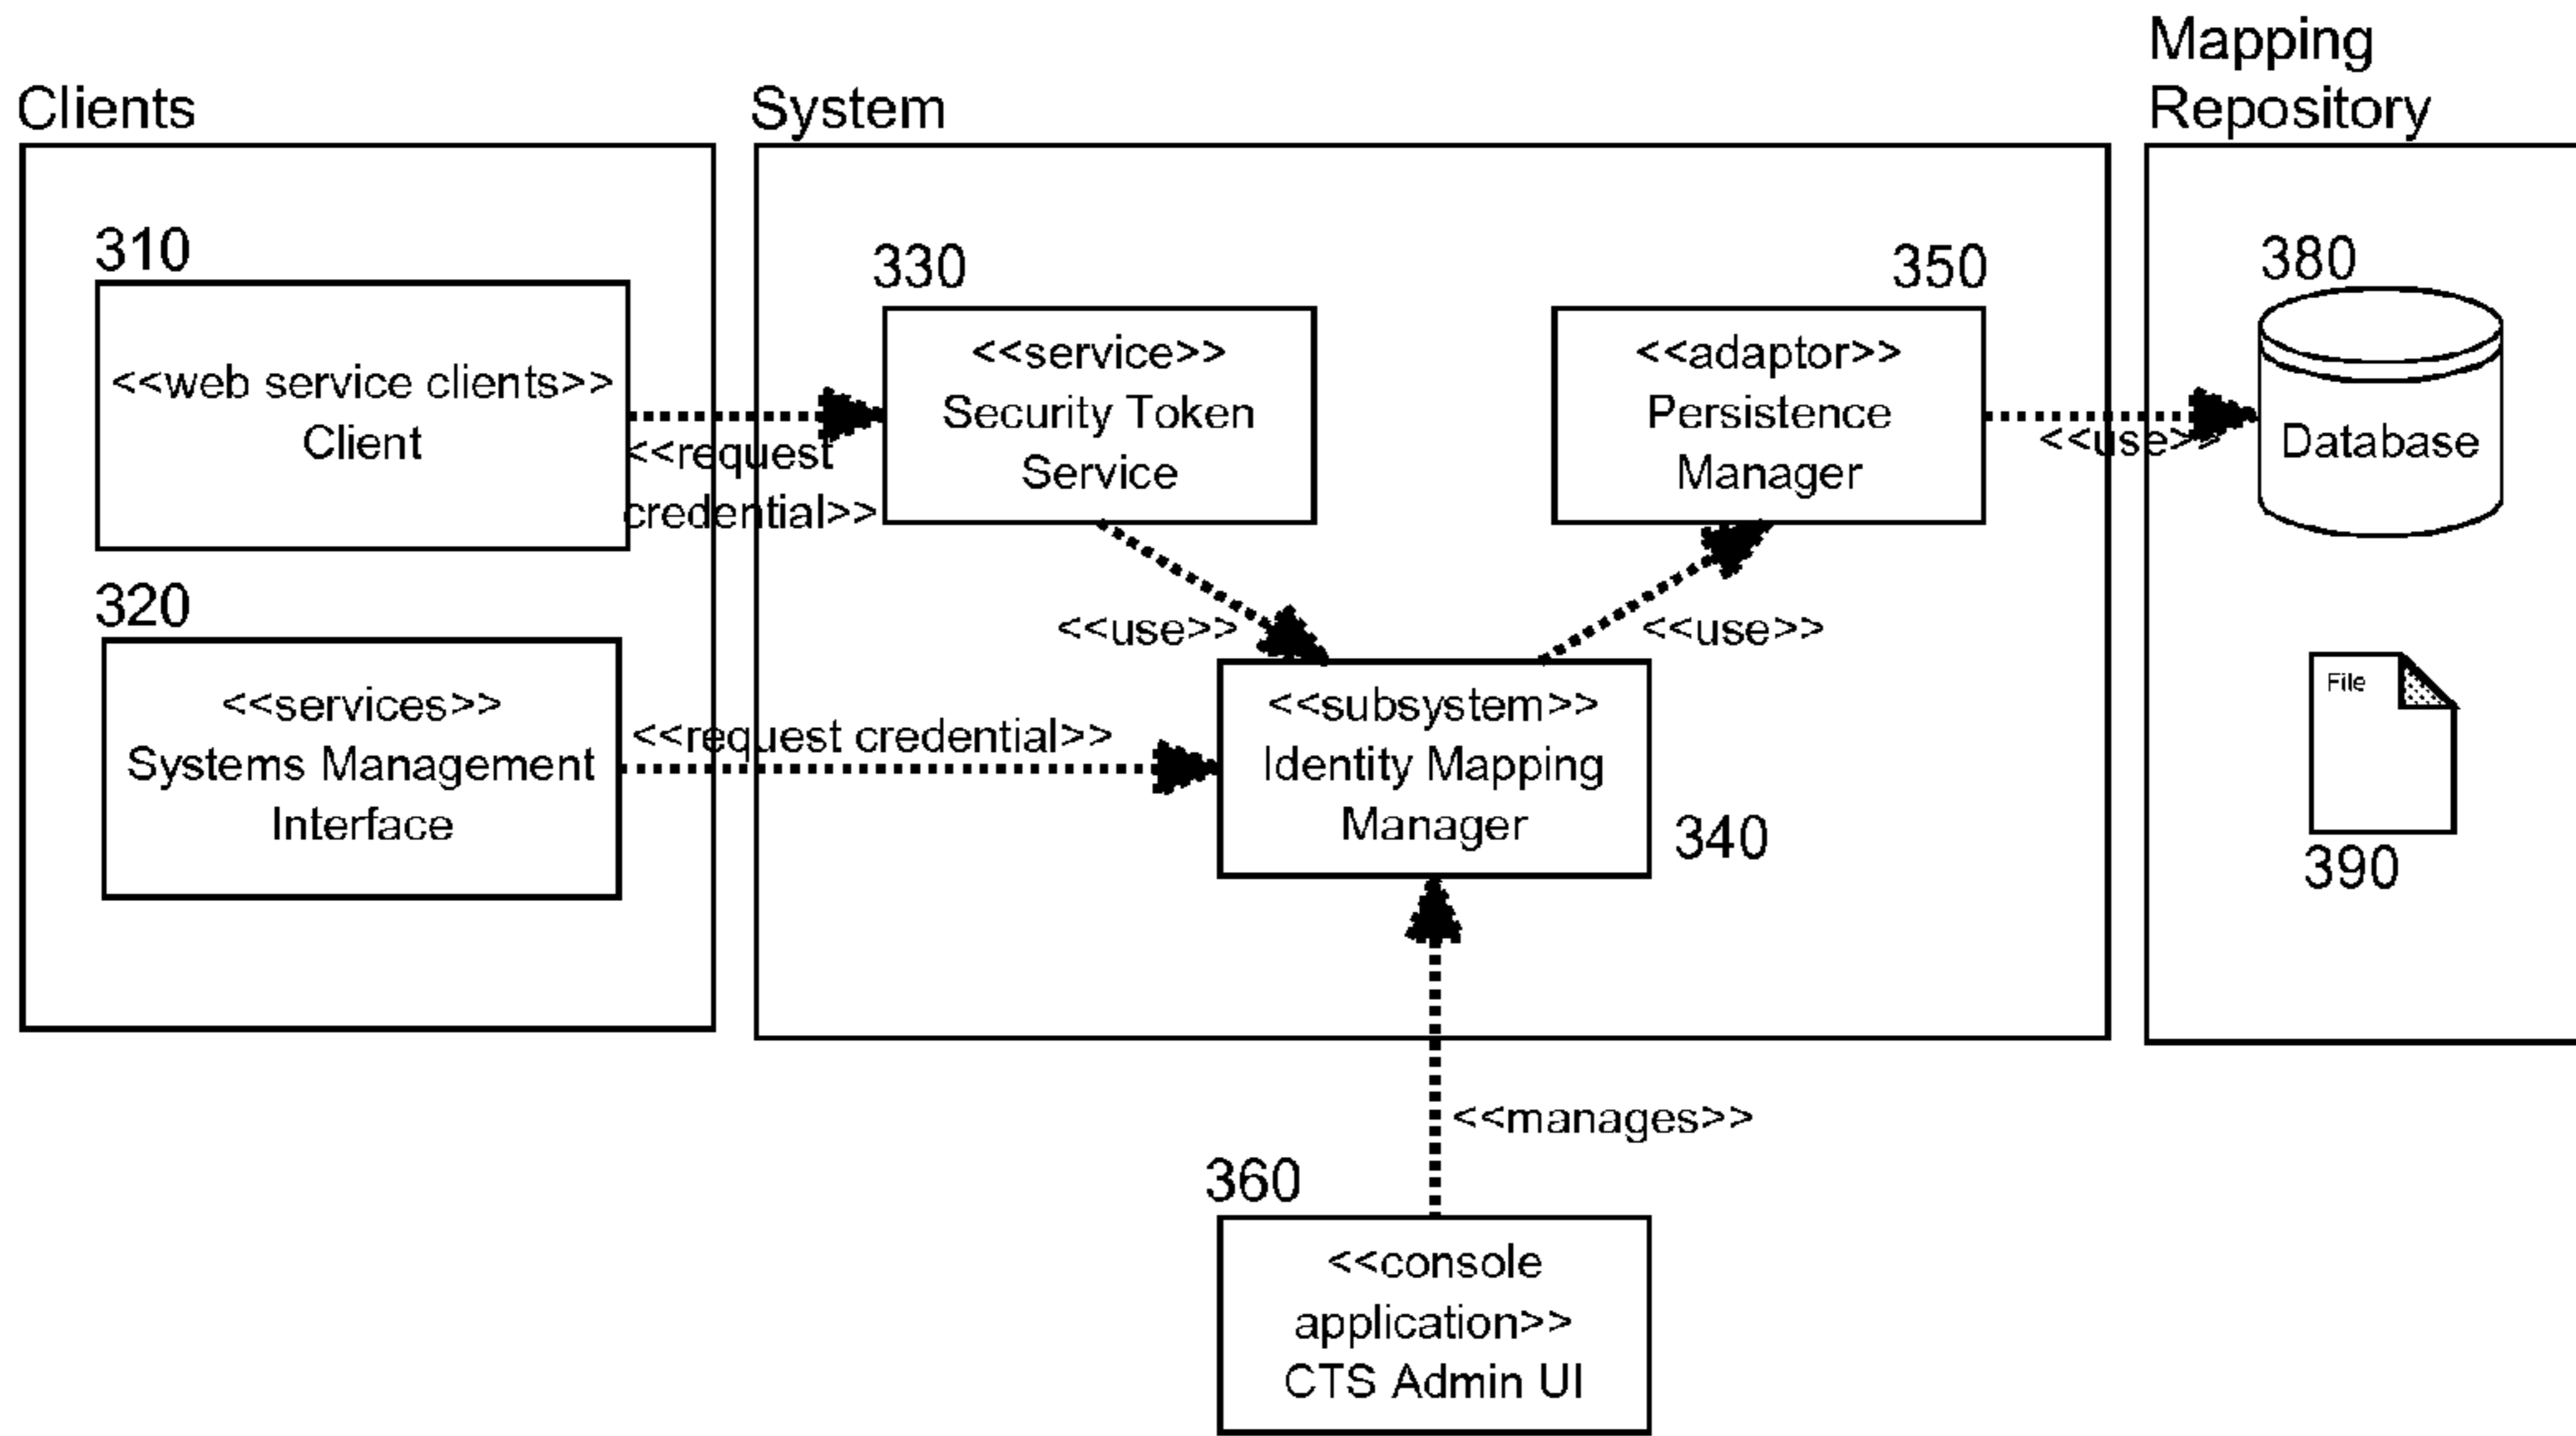 Clients
System
Mapping
Repository
310
<<web service clients>>
Client
<<request
credential>>
320
<<services>>
Systems Management
Interface
<<request credential>>
330
<<service>>
Security Token
Service
<<use>>
350
<<adaptor>>
Persistence
Manager
<<use>>
<<use>>
<<subsystem>>
Identity Mapping
Manager
340
<<manages>>
360
<<console
application>>
CTS Admin UI
380
Database
File
390